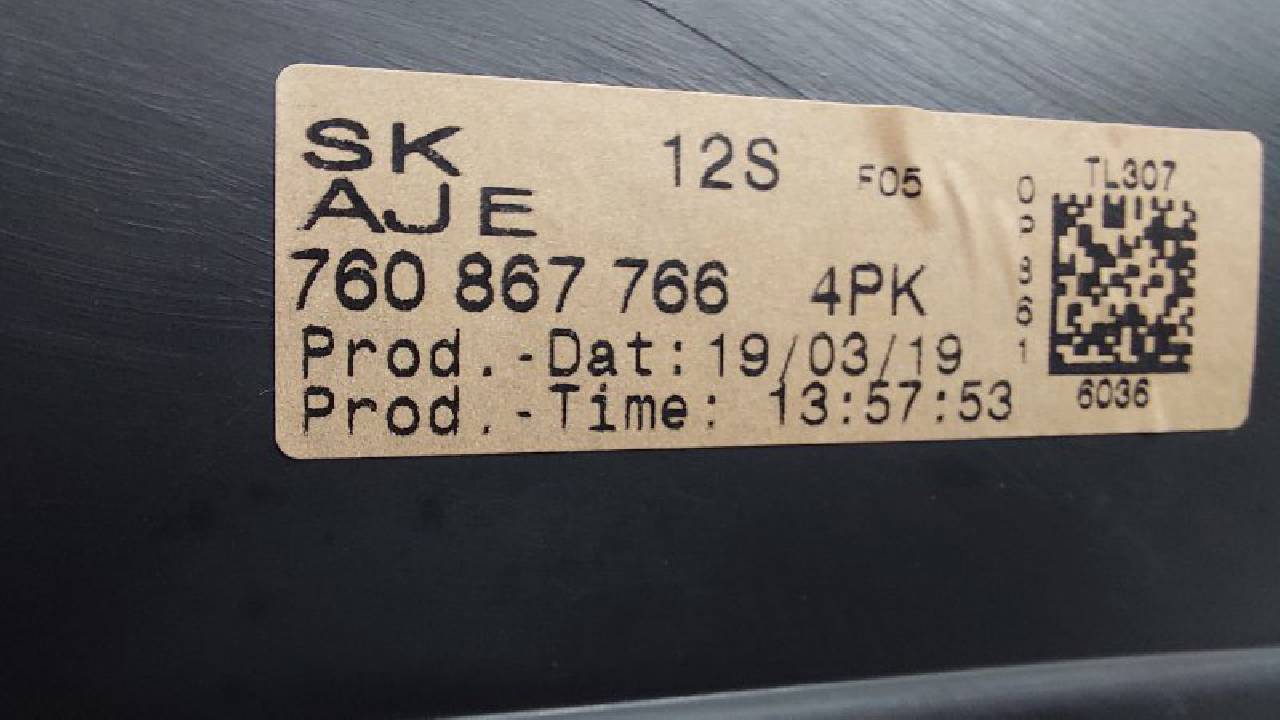 SK 12S F05 TL307
AJE
760 867 766 4PK
Prod.-Dat:19/03/19
Prod.-Time: 13:57:53
6036